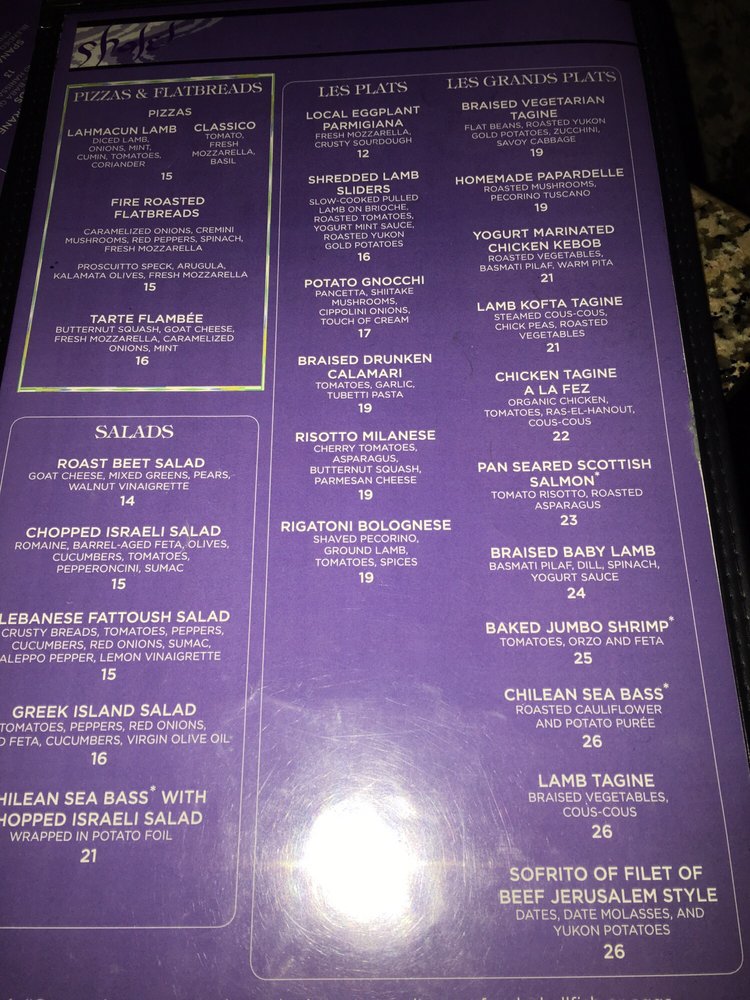 PIZZAS & FLATBREADS
PIZZAS
LAHMACUN LAMB
DICED LAMB,
ONIONS, MINT,
CUMIN, TOMATOES,
CORIANDER
CLASSICO
TOMATO,
FRESH
MOZZARELLA,
BASIL
15
FIRE ROASTED
FLATBREADS
CARAMELIZED ONIONS, CREMINI
MUSHROOMS, RED PEPPERS, SPINACH,
FRESH MOZZARELLA
PROSCUITTO SPECK, ARUGULA,
KALAMATA OLIVES, FRESH MOZZARELLA
15
TARTE FLAMBÉE
BUTTERNUT SQUASH, GOAT CHEESE,
FRESH MOZZARELLA, CARAMELIZED
ONIONS, MINT
16
SALADS
ROAST BEET SALAD
GOAT CHEESE, MIXED GREENS, PEARS,
WALNUT VINAIGRETTE
14
CHOPPED ISRAELI SALAD
ROMAINE, BARREL-AGED FETA, OLIVES,
CUCUMBERS, TOMATOES,
PEPPERONCINI, SUMAC
15
LEBANESE FATTOUSH SALAD
CRUSTY BREADS, TOMATOES, PEPPERS,
CUCUMBERS, RED ONIONS, SUMAC,
ALEPPO PEPPER, LEMON VINAIGRETTE
15
GREEK ISLAND SALAD
TOMATOES, PEPPERS, RED ONIONS,
FETA, CUCUMBERS, VIRGIN OLIVE OIL
16
HILEAN SEA BASS* WITH
HOPPED ISRAELI SALAD
WRAPPED IN POTATO FOIL
21
LES PLATS
LOCAL EGGPLANT
PARMIGIANA
FRESH MOZZARELLA,
CRUSTY SOURDOUGH
12
SHREDDED LAMB
SLIDERS
SLOW-COOKED PULLED
LAMB ON BRIOCHE,
ROASTED TOMATOES,
YOGURT MINT SAUCE,
ROASTED YUKON
GOLD POTATOES
16
POTATO GNOCCHI
PANCETTA, SHIITAKE
MUSHROOMS,
CIPPOLINI ONIONS,
TOUCH OF CREAM
17
BRAISED DRUNKEN
CALAMARI
TOMATOES, GARLIC,
TUBETTI PASTA
19
RISOTTO MILANESE
CHERRY TOMATOES,
ASPARAGUS,
BUTTERNUT SQUASH,
PARMESAN CHEESE
19
RIGATONI BOLOGNESE
SHAVED PECORINO,
GROUND LAMB,
TOMATOES, SPICES
19
LES GRANDS PLATS
BRAISED VEGETARIAN
TAGINE
FLAT BEANS, ROASTED YUKON
GOLD POTATOES, ZUCCHINI,
SAVOY CABBAGE
19
HOMEMADE PAPARDELLE
ROASTED MUSHROOMS,
PECORINO TUSCANO
19
YOGURT MARINATED
CHICKEN KEBOB
ROASTED VEGETABLES,
BASMATI PILAF, WARM PITA
21
LAMB KOFTA TAGINE
STEAMED COUS-COUS,
CHICK PEAS, ROASTED
VEGETABLES
21
CHICKEN TAGINE
A LA FEZ
ORGANIC CHICKEN,
TOMATOES, RAS-EL-HANOUT,
COUS-COUS
22
PAN SEARED SCOTTISH
SALMON*
TOMATO RISOTTO, ROASTED
ASPARAGUS
23
BRAISED BABY LAMB
BASMATI PILAF, DILL, SPINACH,
YOGURT SAUCE
24
BAKED JUMBO SHRIMP*
TOMATOES, ORZO AND FETA
25
CHILEAN SEA BASS*
ROASTED CAULIFLOWER
AND POTATO PURÉE
26
LAMB TAGINE
BRAISED VEGETABLES,
COUS-COUS
26
SOFRITO OF FILET OF
BEEF JERUSALEM STYLE
DATES, DATE MOLASSES, AND
YUKON POTATOES
26